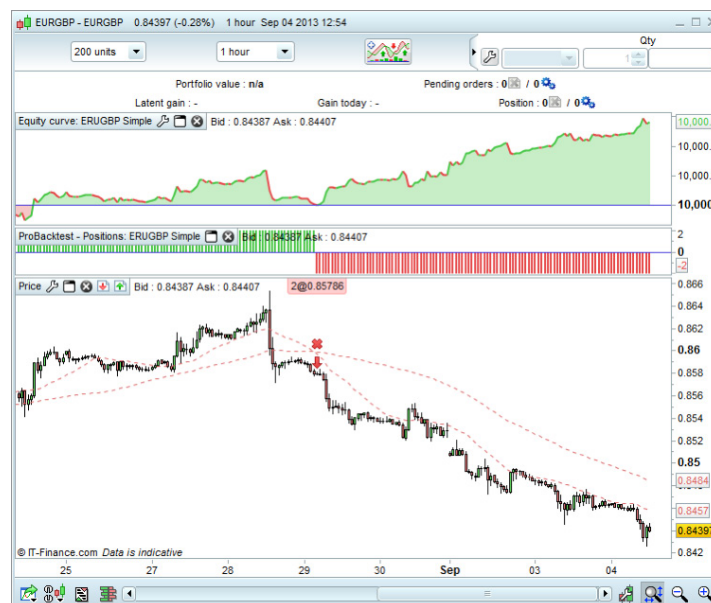 EURGBP - EURGBP 0.84397 (-0.28%) 1 hour Sep 04 2013 12:54
Qty
200 units 1 hour 1
Portfolio value : n/a Pending orders : 0 / 0
Latent gain : - Gain today : - Position : 0 / 0
Equity curve: ERUGBP Simple Bid : 0.84387 Ask : 0.84407
10,000.
10,000.
10,000.
10,000
ProBacktest - Positions: ERUGBP Simple Bid : 0.84387 Ask : 0.84407
2
0
-2
Price Bid : 0.84387 Ask : 0.84407 2@0.85786
0.866
0.864
0.862
0.86
0.858
0.856
0.854
0.852
0.85
0.8484
0.8457
0.84397
0.842
© IT-Finance.com Data is indicative
25 27 28 29 30 Sep 03 04